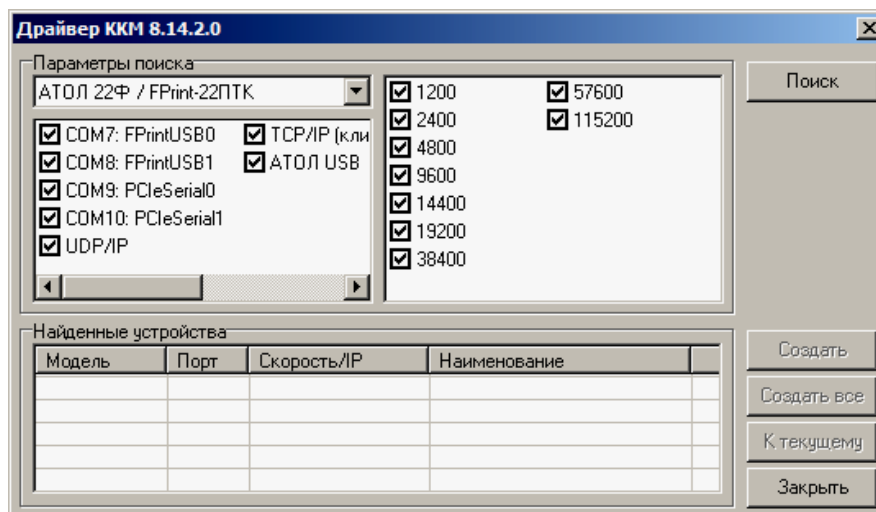 Драйвер ККМ 8.14.2.0
Параметры поиска
АТОЛ 22Ф / FPrint-22ПТК
COM7: FPrintUSB0
COM8: FPrintUSB1
COM9: PCIeSerial0
COM10: PCIeSerial1
UDP/IP
TCP/IP (кли
АТОЛ USB
1200
2400
4800
9600
14400
19200
38400
57600
115200
Поиск
Найденные устройства
Модель Порт Скорость/IP Наименование
Создать
Создать все
К текущему
Закрыть